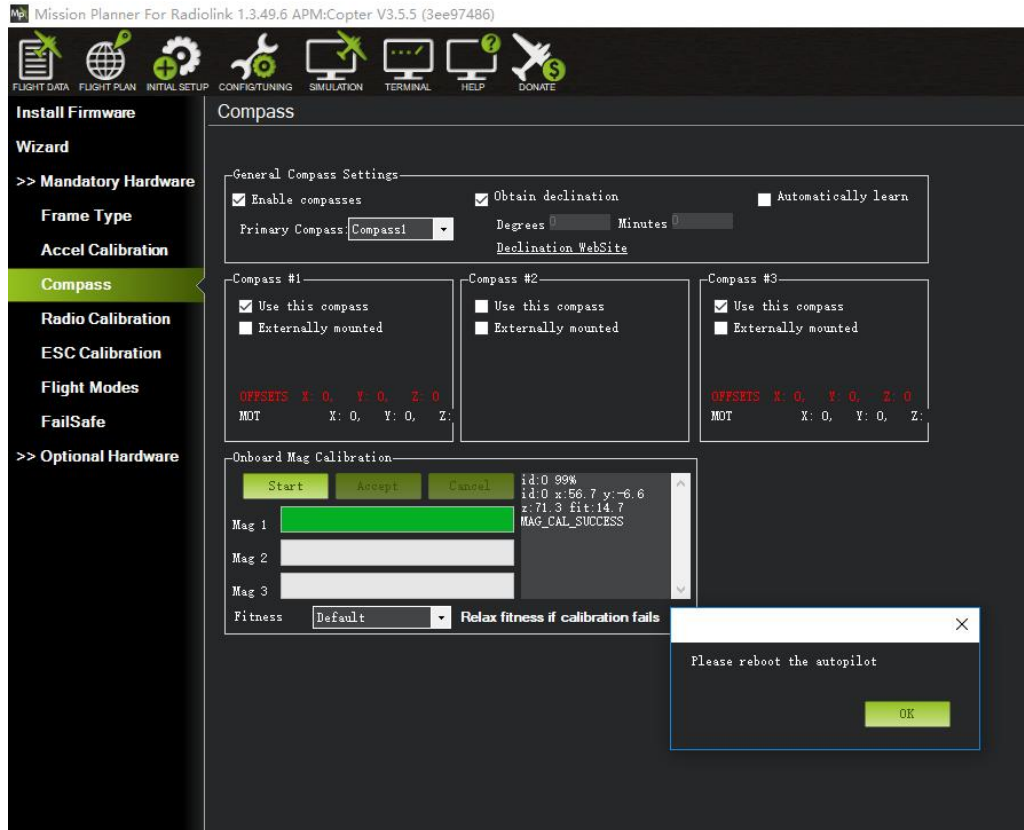 Mission Planner For Radiolink 1.3.49.6 APM:Copter V3.5.5 (3ee97486)
FLIGHT DATA FLIGHT PLAN INITIAL SETUP CONFIG/TUNING SIMULATION TERMINAL HELP DONATE
Install Firmware
Wizard
>> Mandatory Hardware
Frame Type
Accel Calibration
Compass
Radio Calibration
ESC Calibration
Flight Modes
FailSafe
>> Optional Hardware
Compass
General Compass Settings
Enable compasses
Obtain declination
Automatically learn
Primary Compass: Compass1
Degrees 0 Minutes 0
Declination WebSite
Compass #1
Use this compass
Externally mounted
OFFSETS X: 0, Y: 0, Z: 0
MOT X: 0, Y: 0, Z:
Compass #2
Use this compass
Externally mounted
Compass #3
Use this compass
Externally mounted
OFFSETS X: 0, Y: 0, Z: 0
MOT X: 0, Y: 0, Z:
Onboard Mag Calibration
Start Accept Cancel
Mag 1
Mag 2
Mag 3
id:0 99%
id:0 x:56.7 y:-6.6
z:71.3 fit:14.7
MAG_CAL_SUCCESS
Fitness Default Relax fitness if calibration fails
Please reboot the autopilot
OK